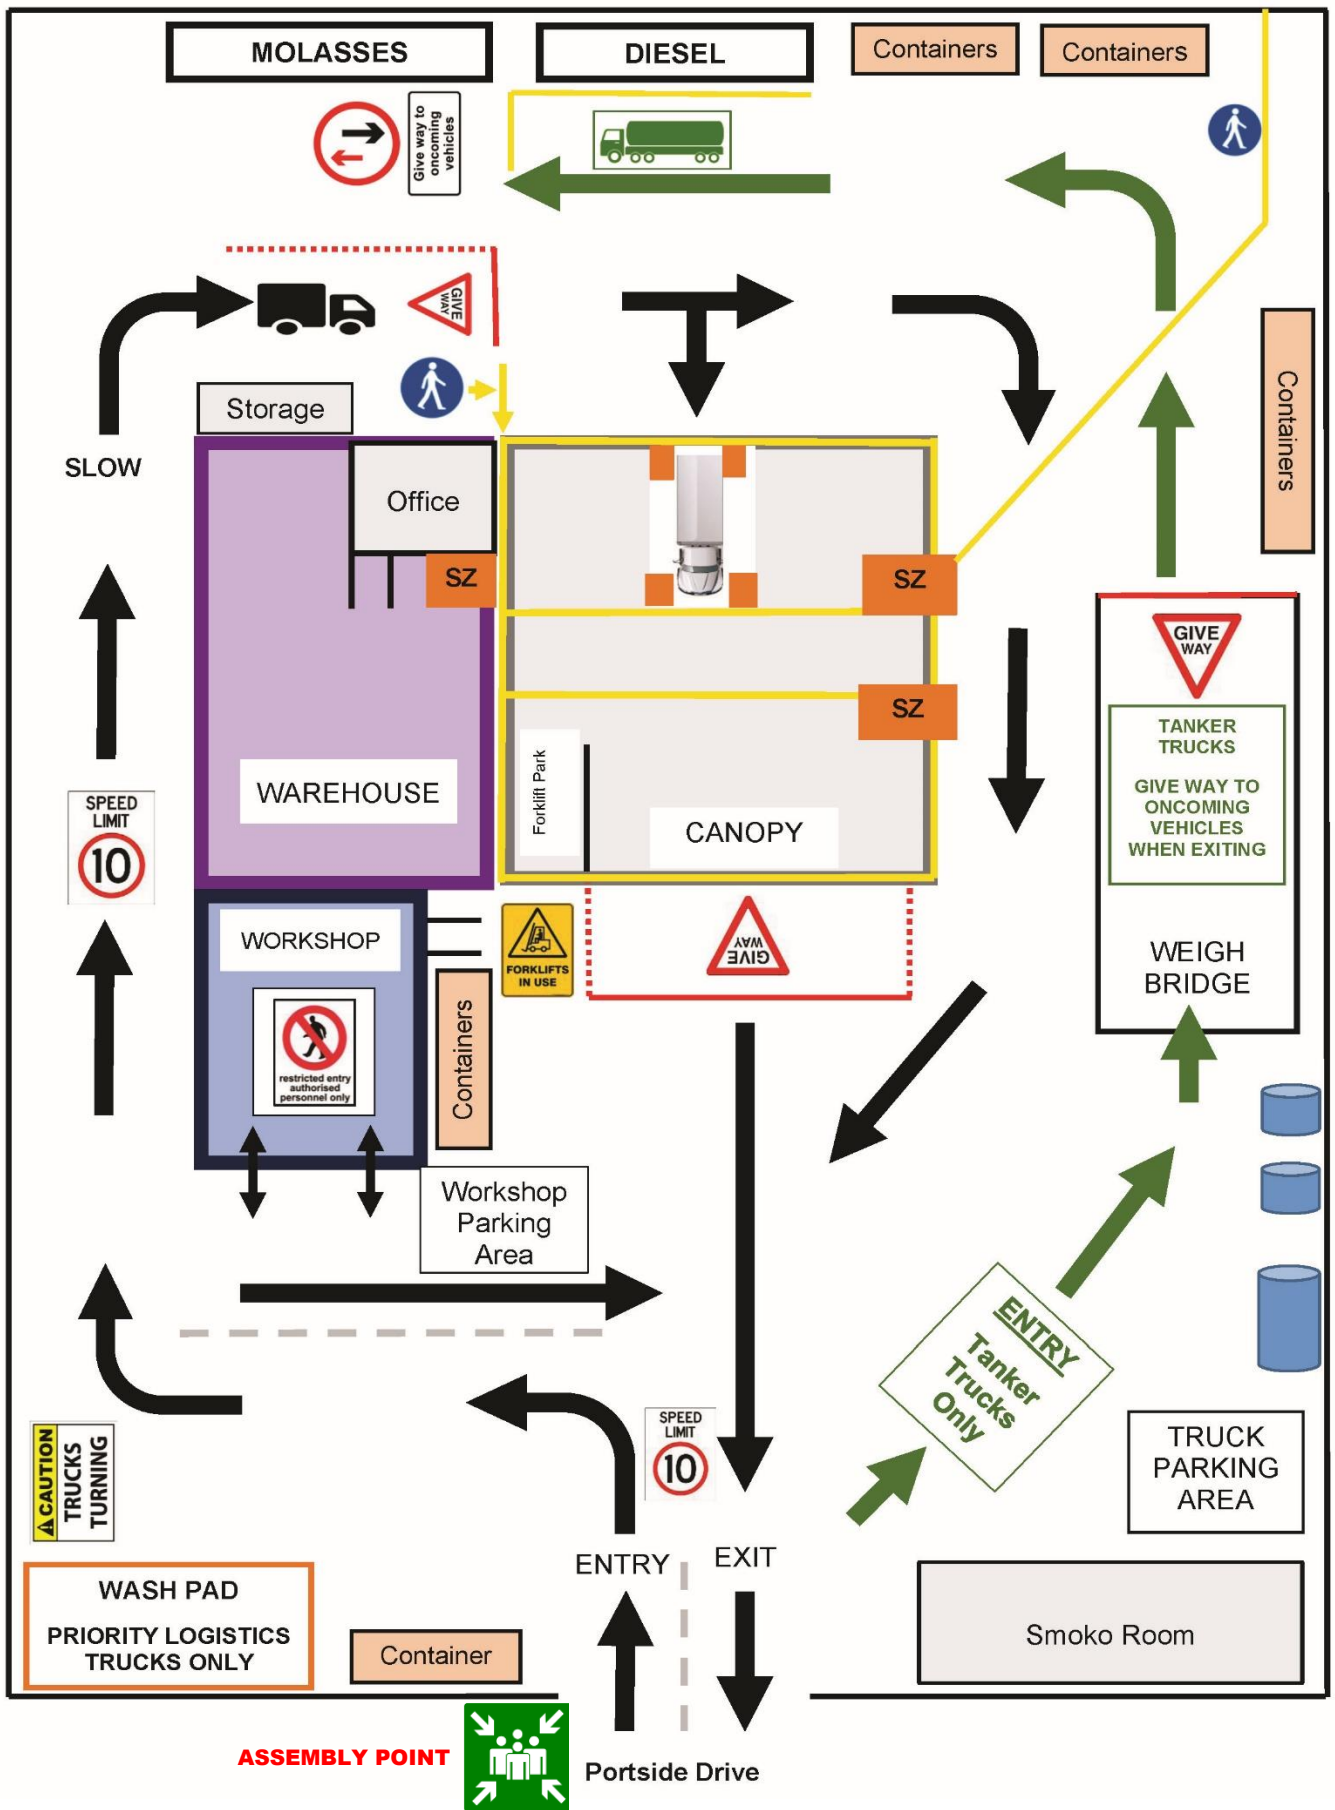 MOLASSES
DIESEL
Containers
Containers
Give way to
oncoming
vehicles
GIVE
WAY
Storage
SLOW
Office
SZ
SZ
SZ
Containers
GIVE
WAY
TANKER
TRUCKS
GIVE WAY TO
ONCOMING
VEHICLES
WHEN EXITING
WEIGH
BRIDGE
WAREHOUSE
Forklift Park
CANOPY
SPEED
LIMIT
10
WORKSHOP
FORKLIFTS
IN USE
GIVE
WAY
restricted entry
authorised
personnel only
Containers
Workshop
Parking
Area
ENTRY
Tanker
Trucks
Only
SPEED
LIMIT
10
CAUTION
TRUCKS
TURNING
TRUCK
PARKING
AREA
ENTRY
EXIT
WASH PAD
PRIORITY LOGISTICS
TRUCKS ONLY
Container
Smoko Room
ASSEMBLY POINT
Portside Drive